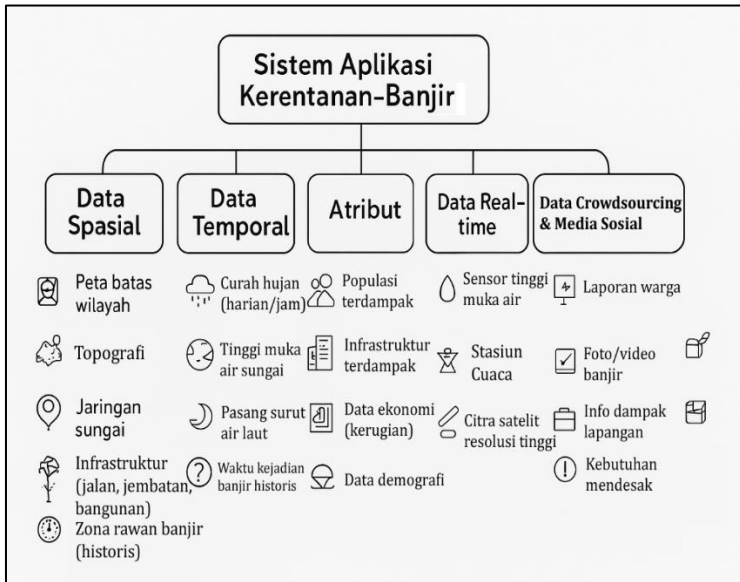 Sistem Aplikasi
Kerentanan-Banjir
Data
Spasial
Data
Temporal
Atribut
Data Real-
time
Data Crowdsourcing
& Media Sosial
Peta batas
wilayah
Topografi
Jaringan
sungai
Infrastruktur
(jalan, jembatan,
bangunan)
Zona rawan banjir
(historis)
Curah hujan
(harian/jam)
Tinggi muka
air sungai
Pasang surut
air laut
Waktu kejadian
banjir historis
Populasi
terdampak
Infrastruktur
terdampak
Data ekonomi
(kerugian)
Data demografi
Sensor tinggi
muka air
Stasiun
Cuaca
Citra satelit
resolusi tinggi
Laporan warga
Foto/video
banjir
Info dampak
lapangan
Kebutuhan
mendesak